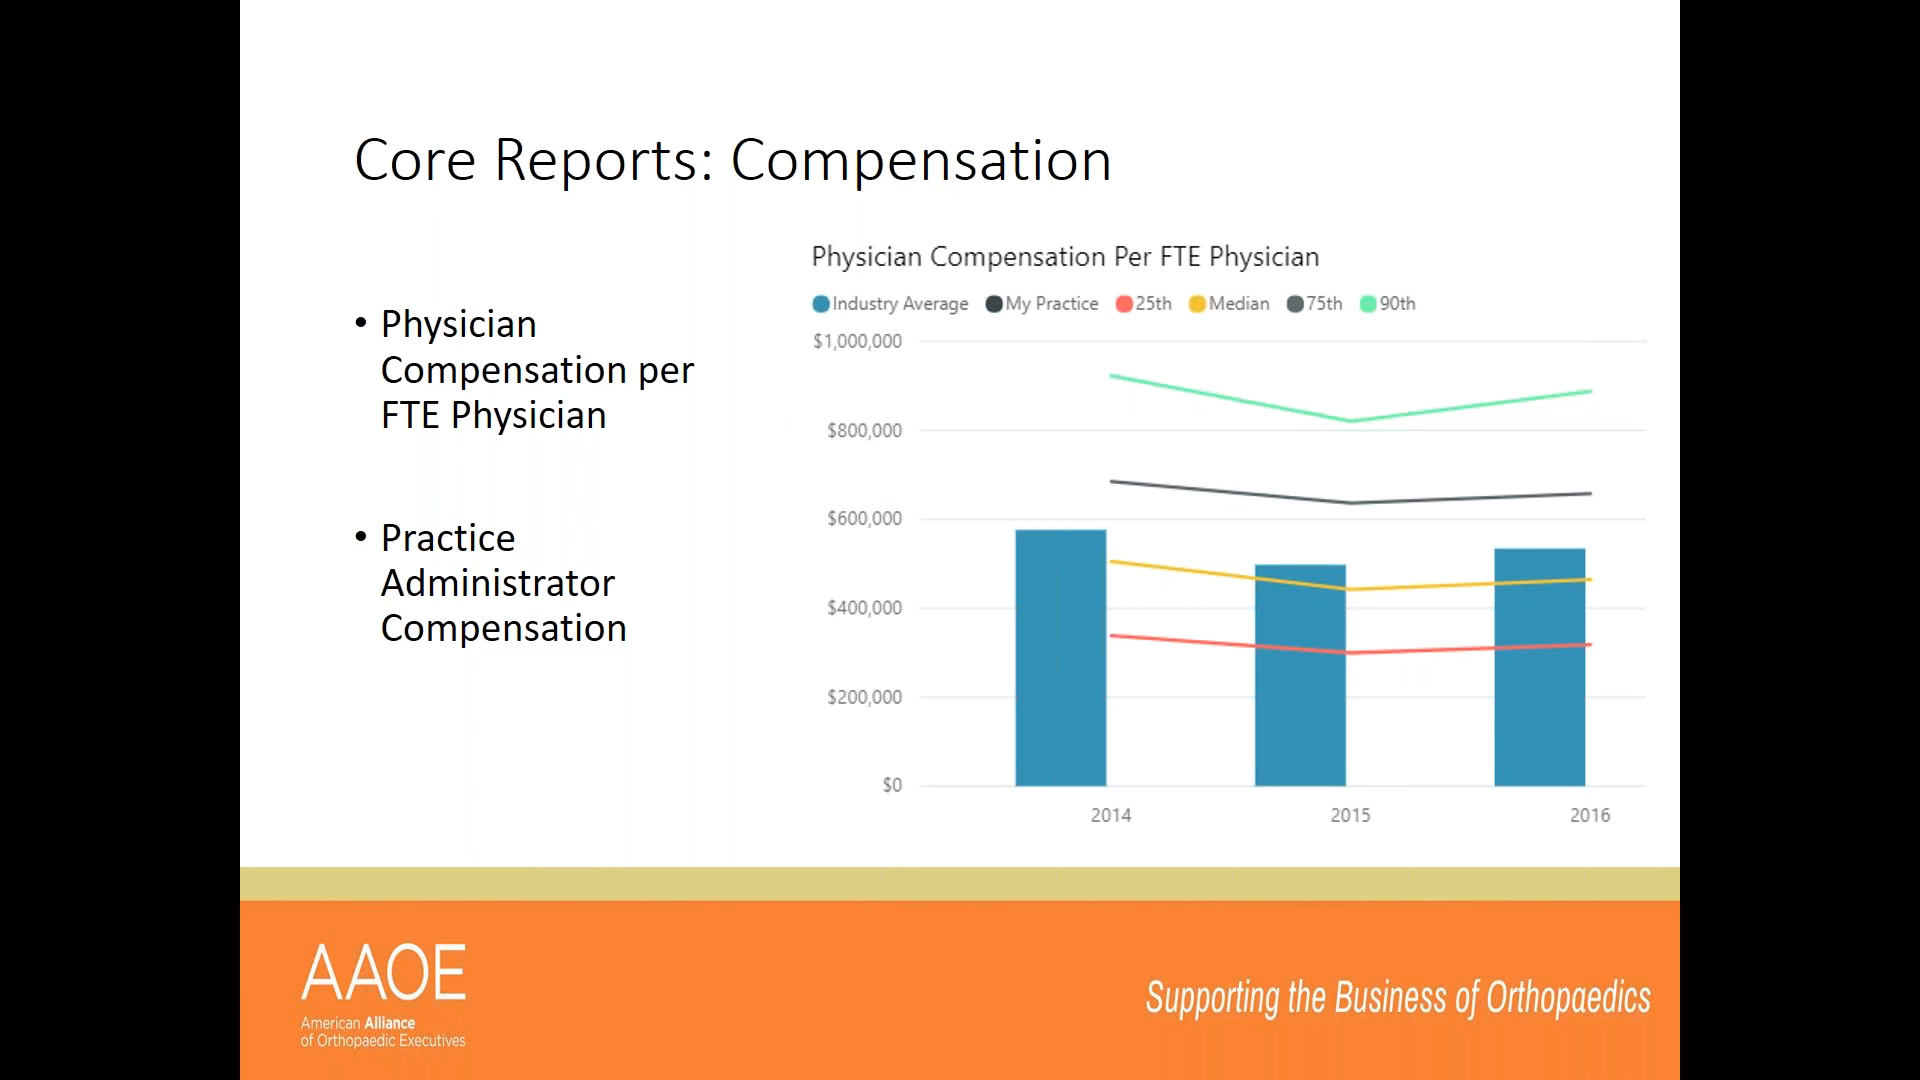 Core Reports: Compensation
• Physician
Compensation per
FTE Physician
• Practice
Administrator
Compensation
Physician Compensation Per FTE Physician
Industry Average My Practice 25th Median 75th 90th
$1,000,000
$800,000
$600,000
$400,000
$200,000
$0
2014 2015 2016
AAOE
American Alliance
of Orthopaedic Executives
Supporting the Business of Orthopaedics